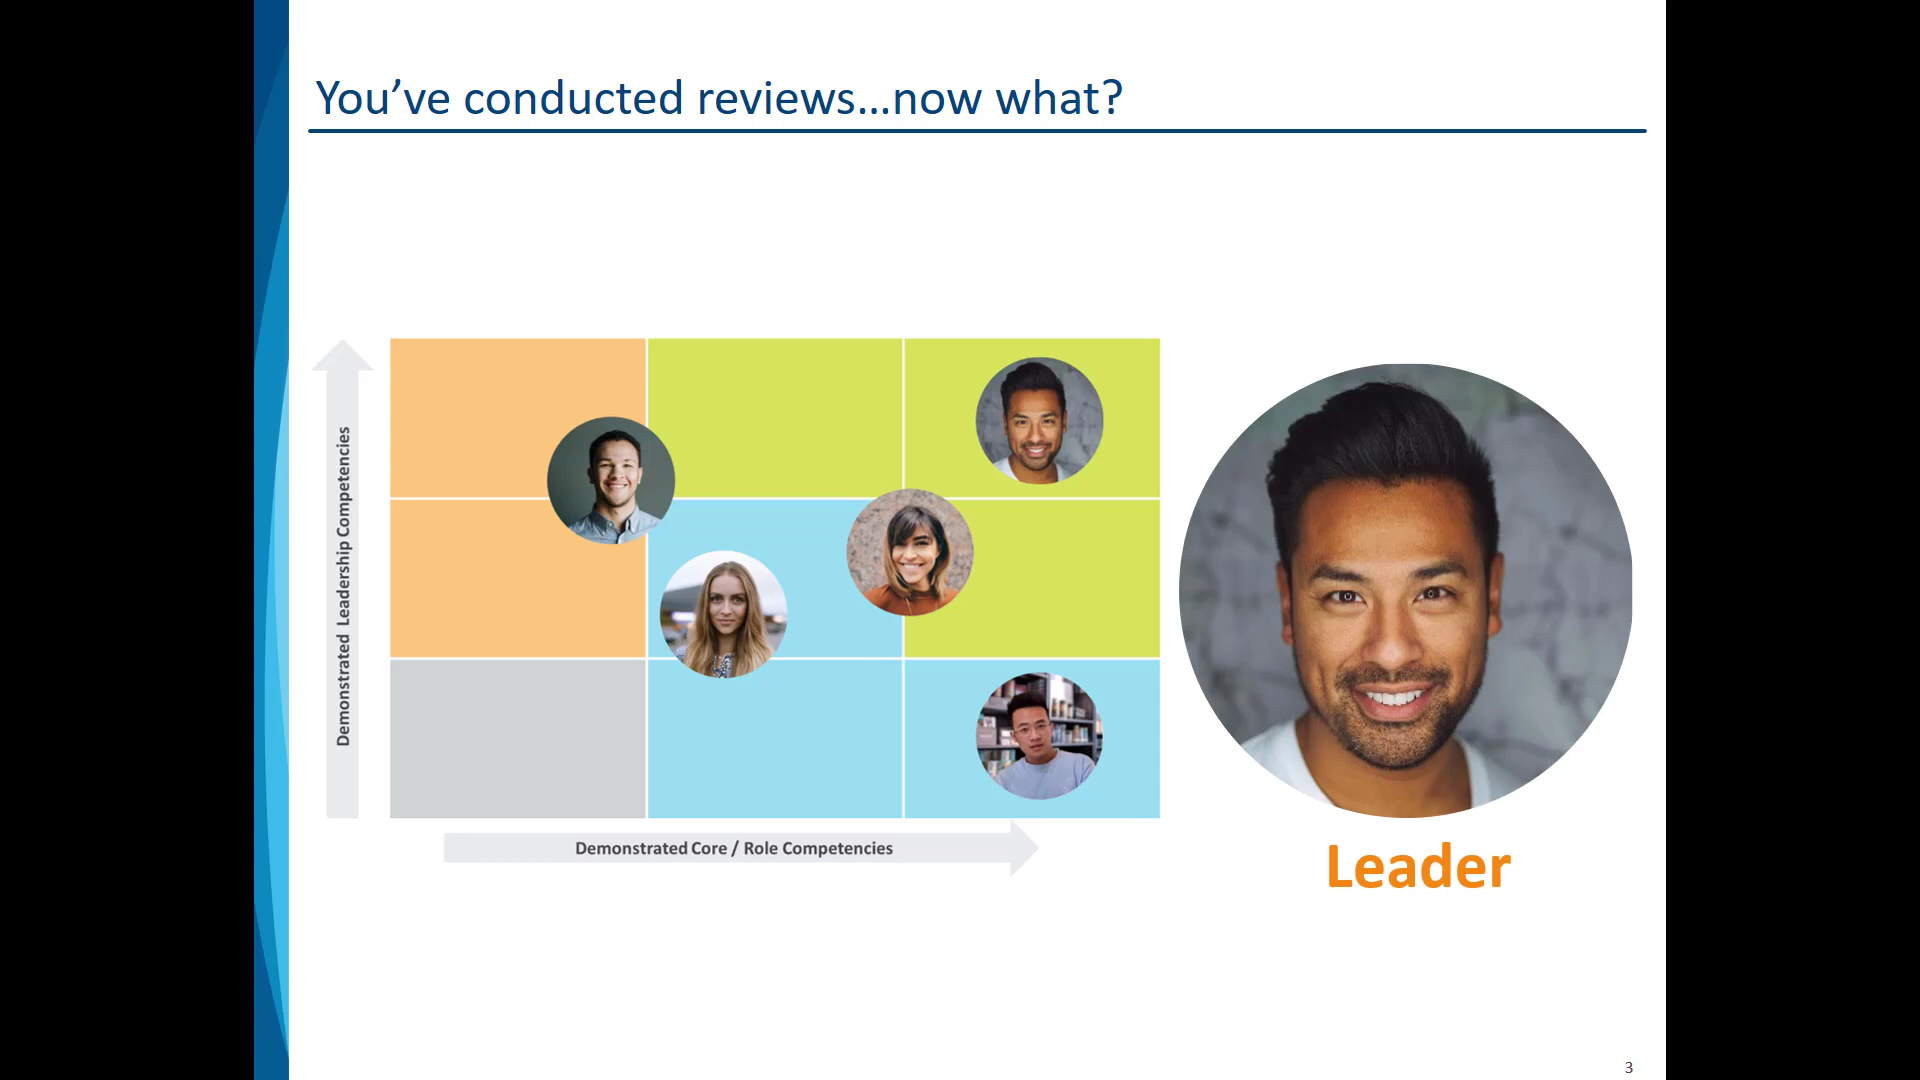 You’ve conducted reviews…now what?
Demonstrated Leadership Competencies
Demonstrated Core / Role Competencies
Leader
3